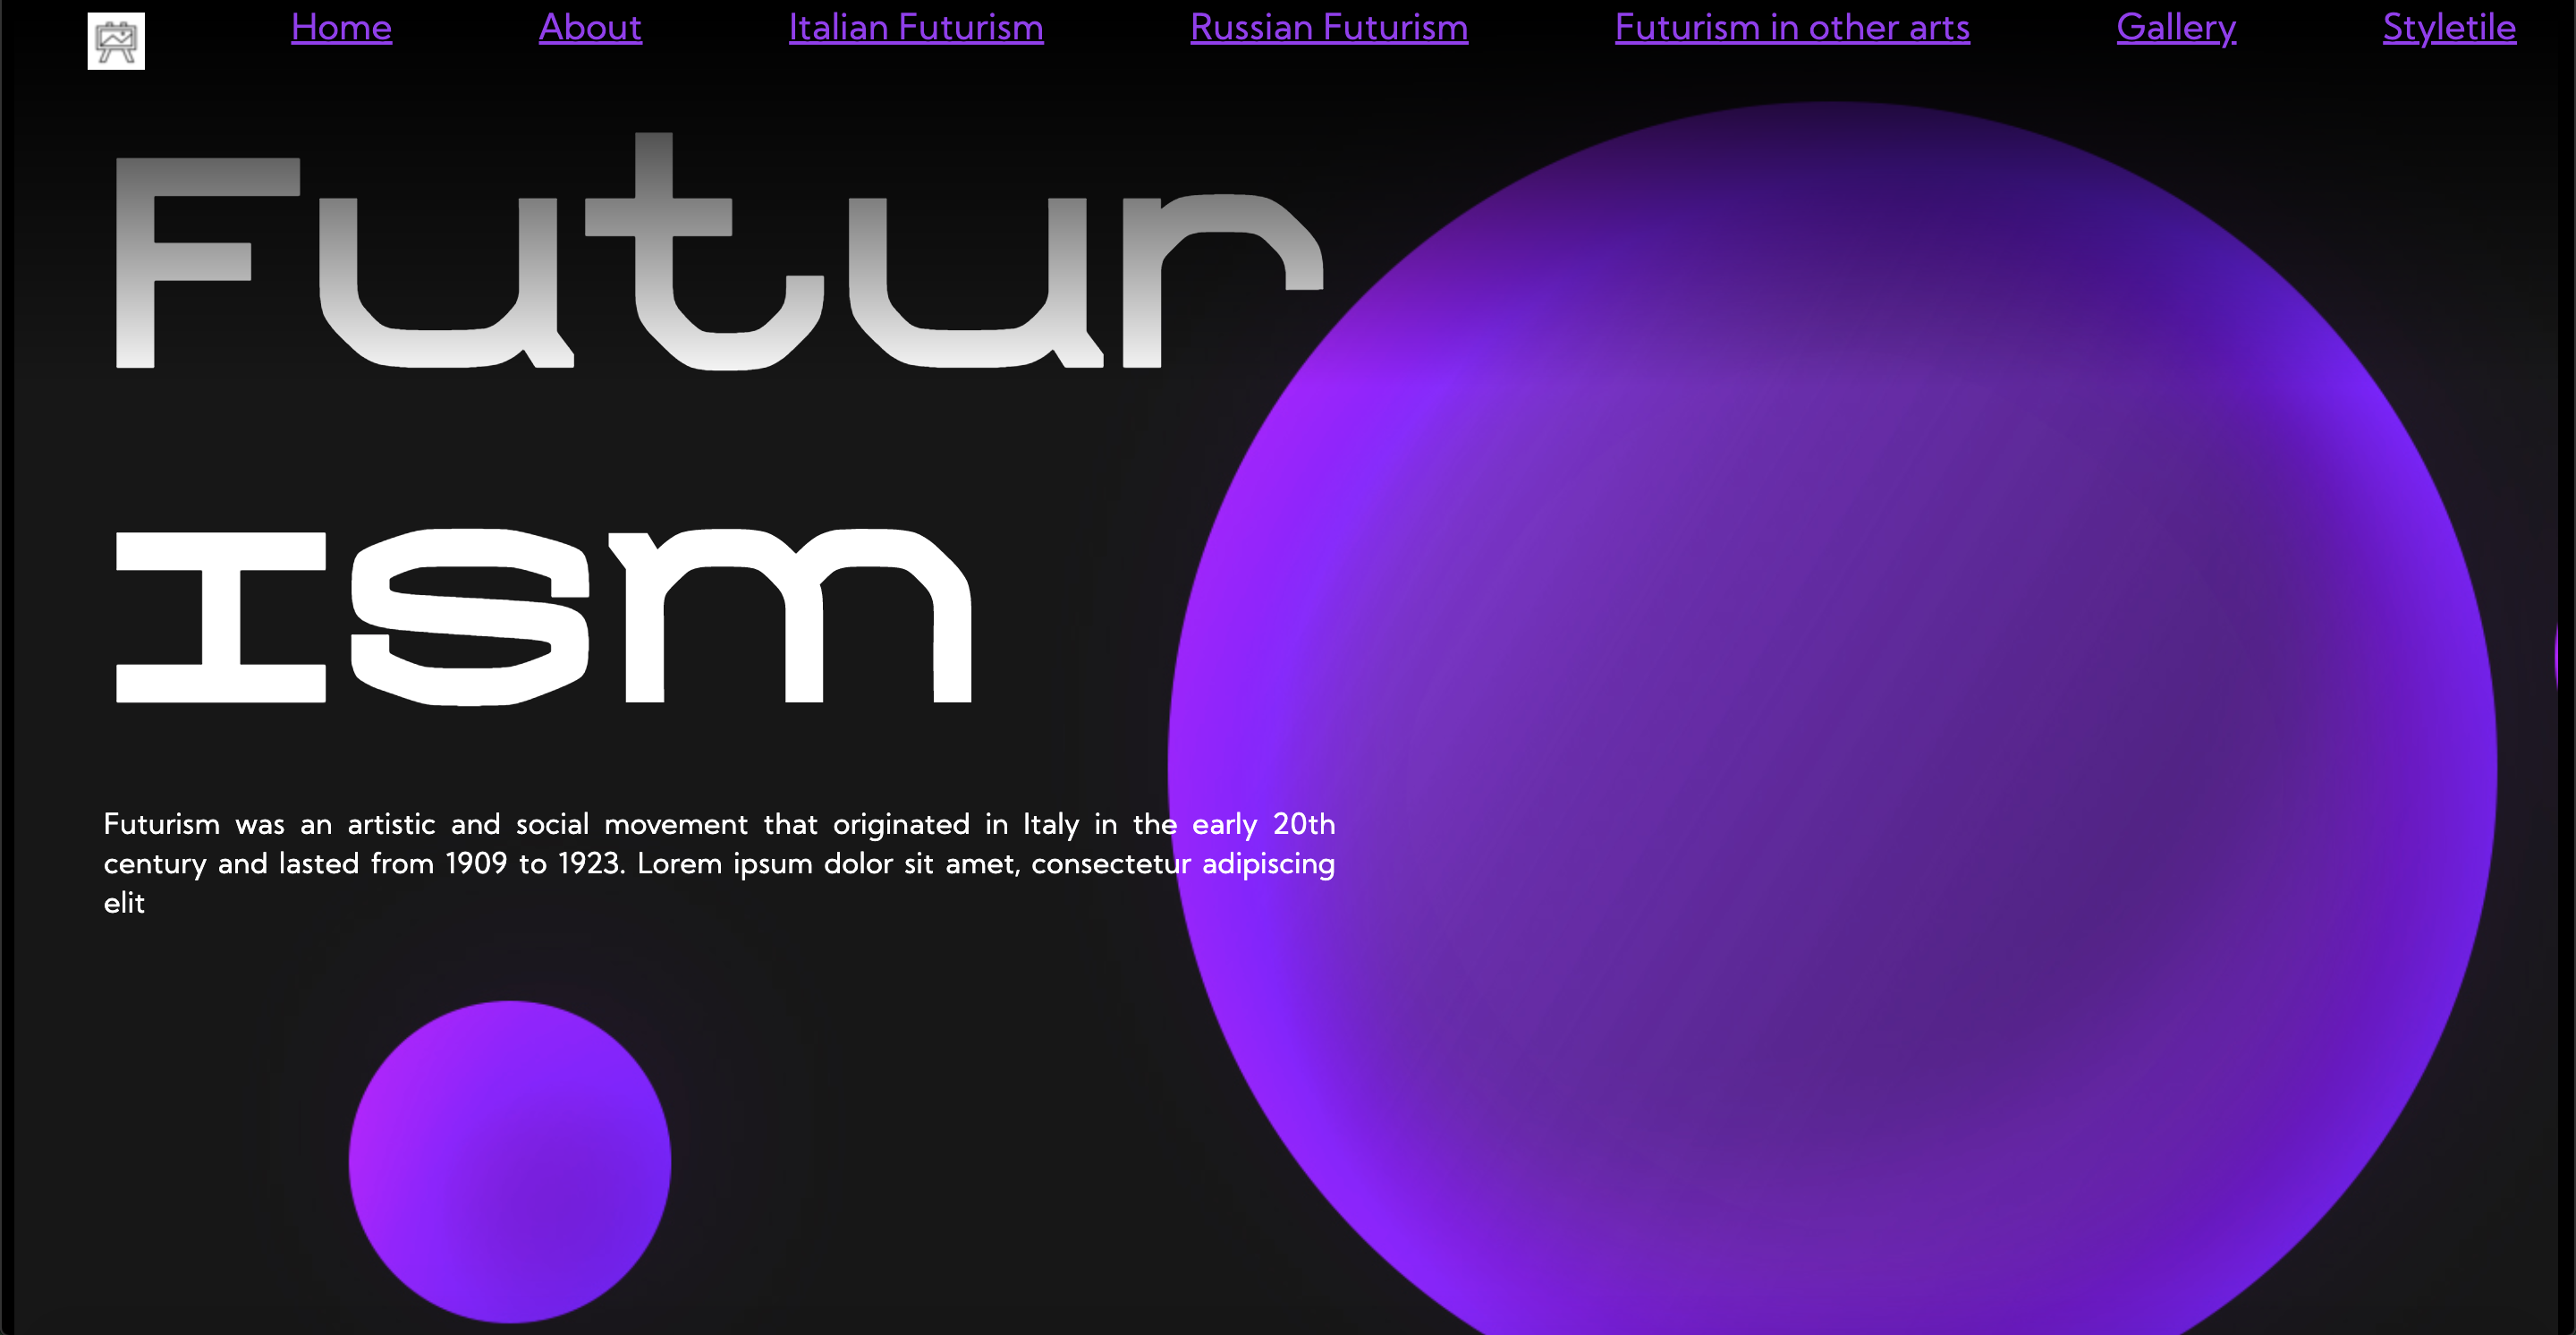 Home About Italian Futurism Russian Futurism Futurism in other arts Gallery Styletile
Futur
Ism
Futurism was an artistic and social movement that originated in Italy in the early 20th
century and lasted from 1909 to 1923. Lorem ipsum dolor sit amet, consectetur adipiscing
elit